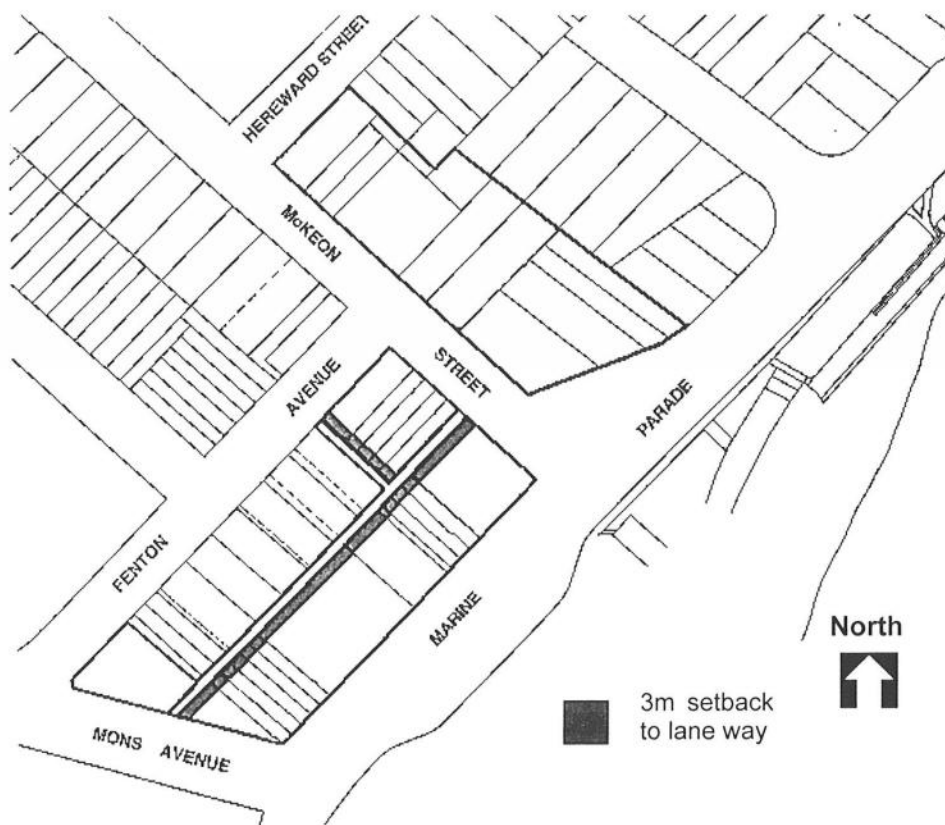 HEREWARD STREET
McKEON
STREET
AVENUE
PARADE
FENTON
MARINE
MONS AVENUE
North
3m setback
to lane way